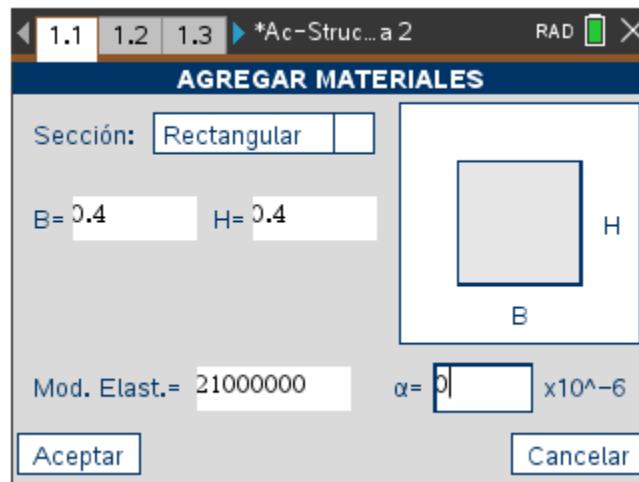 1.1 1.2 1.3 *Ac-Struc...a 2 RAD
AGREGAR MATERIALES
Sección: Rectangular
B= 0.4 H= 0.4
H
B
Mod. Elast.= 21000000 α= 0 x10^-6
Aceptar Cancelar